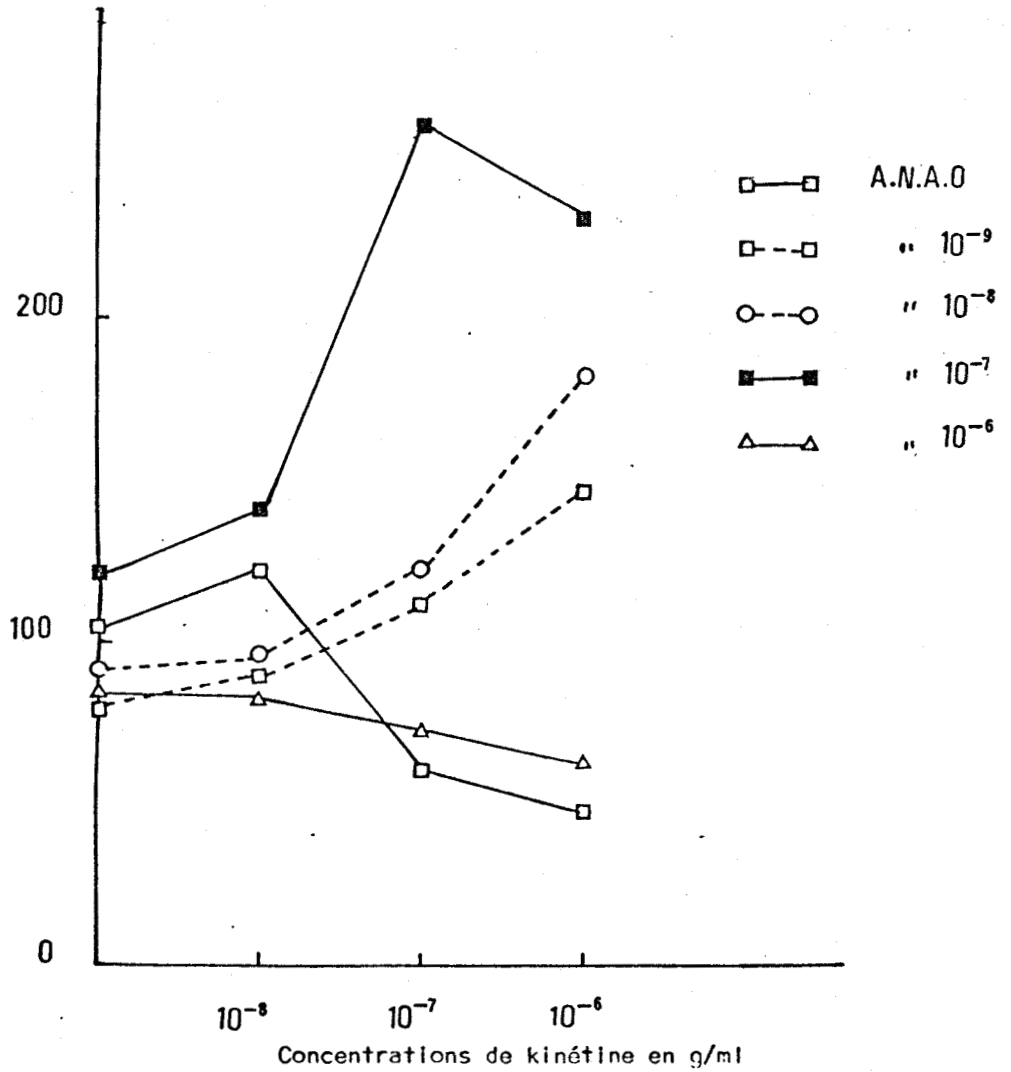 A.N.A.O
" 10⁻⁹
" 10⁻⁸
" 10⁻⁷
" 10⁻⁶
200
100
0
10⁻⁸ 10⁻⁷ 10⁻⁶
Concentrations de kinétine en g/ml